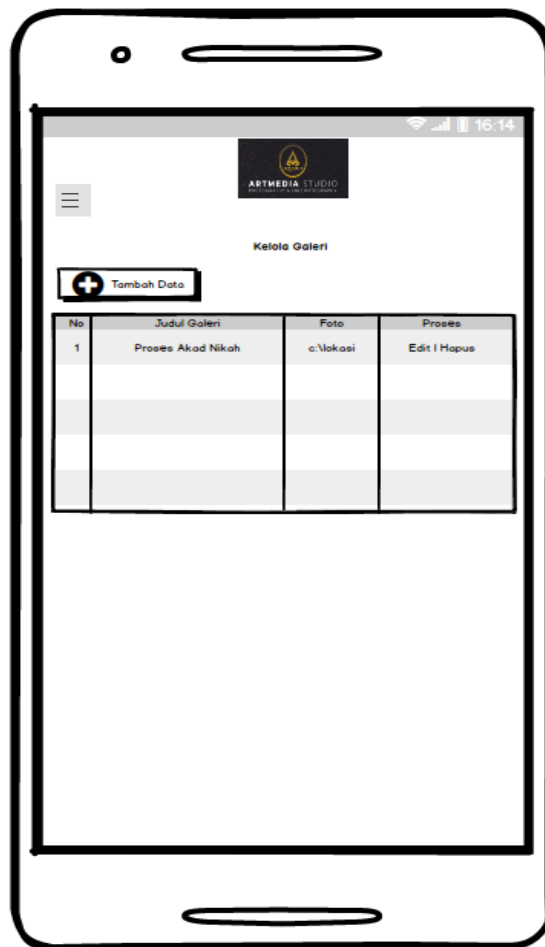 16:14
ARTMEDIA STUDIO
Kelola Galeri
Tambah Data
No Judul Galeri Foto Proses
1 Proses Akad Nikah c:\lokasi Edit | Hapus